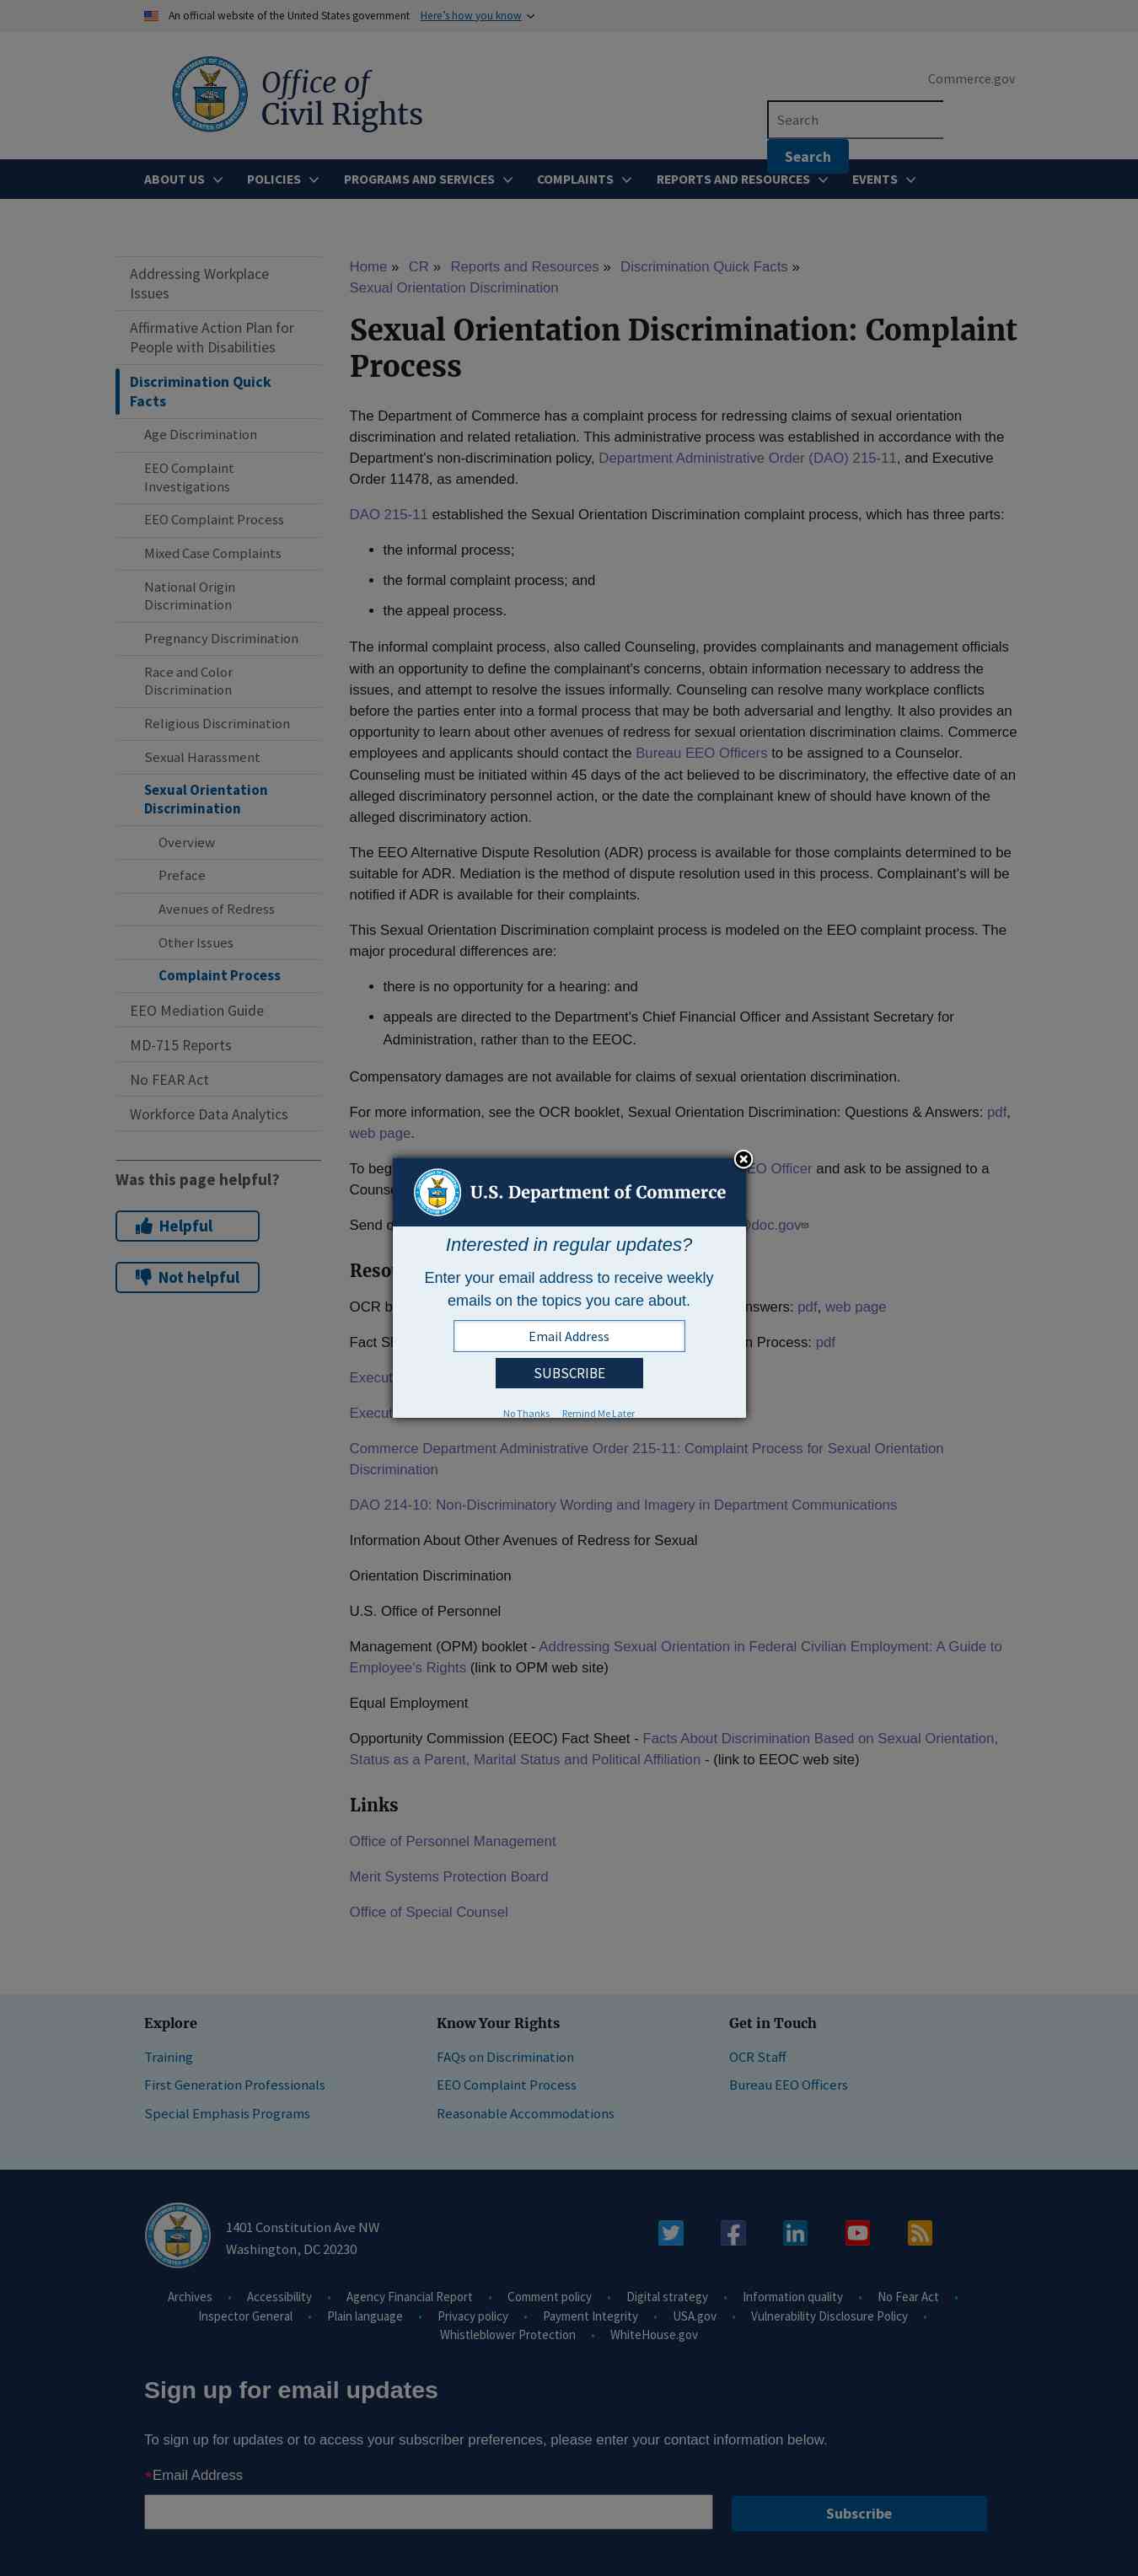 An official website of the United States government Here's how you know
Office of
Civil Rights
Commerce.gov
Search
Search
ABOUT US POLICIES PROGRAMS AND SERVICES COMPLAINTS REPORTS AND RESOURCES EVENTS
Addressing Workplace
Issues
Affirmative Action Plan for
People with Disabilities
Discrimination Quick
Facts
Age Discrimination
EEO Complaint
Investigations
EEO Complaint Process
Mixed Case Complaints
National Origin
Discrimination
Pregnancy Discrimination
Race and Color
Discrimination
Religious Discrimination
Sexual Harassment
Sexual Orientation
Discrimination
Overview
Preface
Avenues of Redress
Other Issues
Complaint Process
EEO Mediation Guide
MD-715 Reports
No FEAR Act
Workforce Data Analytics
Was this page helpful?
Helpful
Not helpful
Home » CR » Reports and Resources » Discrimination Quick Facts »
Sexual Orientation Discrimination
Sexual Orientation Discrimination: Complaint
Process
The Department of Commerce has a complaint process for redressing claims of sexual orientation
discrimination and related retaliation. This administrative process was established in accordance with the
Department's non-discrimination policy, Department Administrative Order (DAO) 215-11, and Executive
Order 11478, as amended.
DAO 215-11 established the Sexual Orientation Discrimination complaint process, which has three parts:
• the informal process;
• the formal complaint process; and
• the appeal process.
The informal complaint process, also called Counseling, provides complainants and management officials
with an opportunity to define the complainant's concerns, obtain information necessary to address the
issues, and attempt to resolve the issues informally. Counseling can resolve many workplace conflicts
before the parties enter into a formal process that may be both adversarial and lengthy. It also provides an
opportunity to learn about other avenues of redress for sexual orientation discrimination claims. Commerce
employees and applicants should contact the Bureau EEO Officers to be assigned to a Counselor.
Counseling must be initiated within 45 days of the act believed to be discriminatory, the effective date of an
alleged discriminatory personnel action, or the date the complainant knew of should have known of the
alleged discriminatory action.
The EEO Alternative Dispute Resolution (ADR) process is available for those complaints determined to be
suitable for ADR. Mediation is the method of dispute resolution used in this process. Complainant's will be
notified if ADR is available for their complaints.
This Sexual Orientation Discrimination complaint process is modeled on the EEO complaint process. The
major procedural differences are:
• there is no opportunity for a hearing: and
• appeals are directed to the Department's Chief Financial Officer and Assistant Secretary for
Administration, rather than to the EEOC.
Compensatory damages are not available for claims of sexual orientation discrimination.
For more information, see the OCR booklet, Sexual Orientation Discrimination: Questions & Answers: pdf,
web page.
To beg EO Officer and ask to be assigned to a
Couns
Send doc.gov
Reso
OCR b nswers: pdf, web page
Fact S n Process: pdf
Execut
Execut
U.S. Department of Commerce
Interested in regular updates?
Enter your email address to receive weekly
emails on the topics you care about.
Email Address
SUBSCRIBE
No Thanks Remind Me Later
Commerce Department Administrative Order 215-11: Complaint Process for Sexual Orientation
Discrimination
DAO 214-10: Non-Discriminatory Wording and Imagery in Department Communications
Information About Other Avenues of Redress for Sexual
Orientation Discrimination
U.S. Office of Personnel
Management (OPM) booklet - Addressing Sexual Orientation in Federal Civilian Employment: A Guide to
Employee's Rights (link to OPM web site)
Equal Employment
Opportunity Commission (EEOC) Fact Sheet - Facts About Discrimination Based on Sexual Orientation,
Status as a Parent, Marital Status and Political Affiliation - (link to EEOC web site)
Links
Office of Personnel Management
Merit Systems Protection Board
Office of Special Counsel
Explore
Training
First Generation Professionals
Special Emphasis Programs
Know Your Rights
FAQs on Discrimination
EEO Complaint Process
Reasonable Accommodations
Get in Touch
OCR Staff
Bureau EEO Officers
1401 Constitution Ave NW
Washington, DC 20230
Archives • Accessibility • Agency Financial Report • Comment policy • Digital strategy • Information quality • No Fear Act •
Inspector General • Plain language • Privacy policy • Payment Integrity • USA.gov • Vulnerability Disclosure Policy •
Whistleblower Protection • WhiteHouse.gov
Sign up for email updates
To sign up for updates or to access your subscriber preferences, please enter your contact information below.
*Email Address
Subscribe